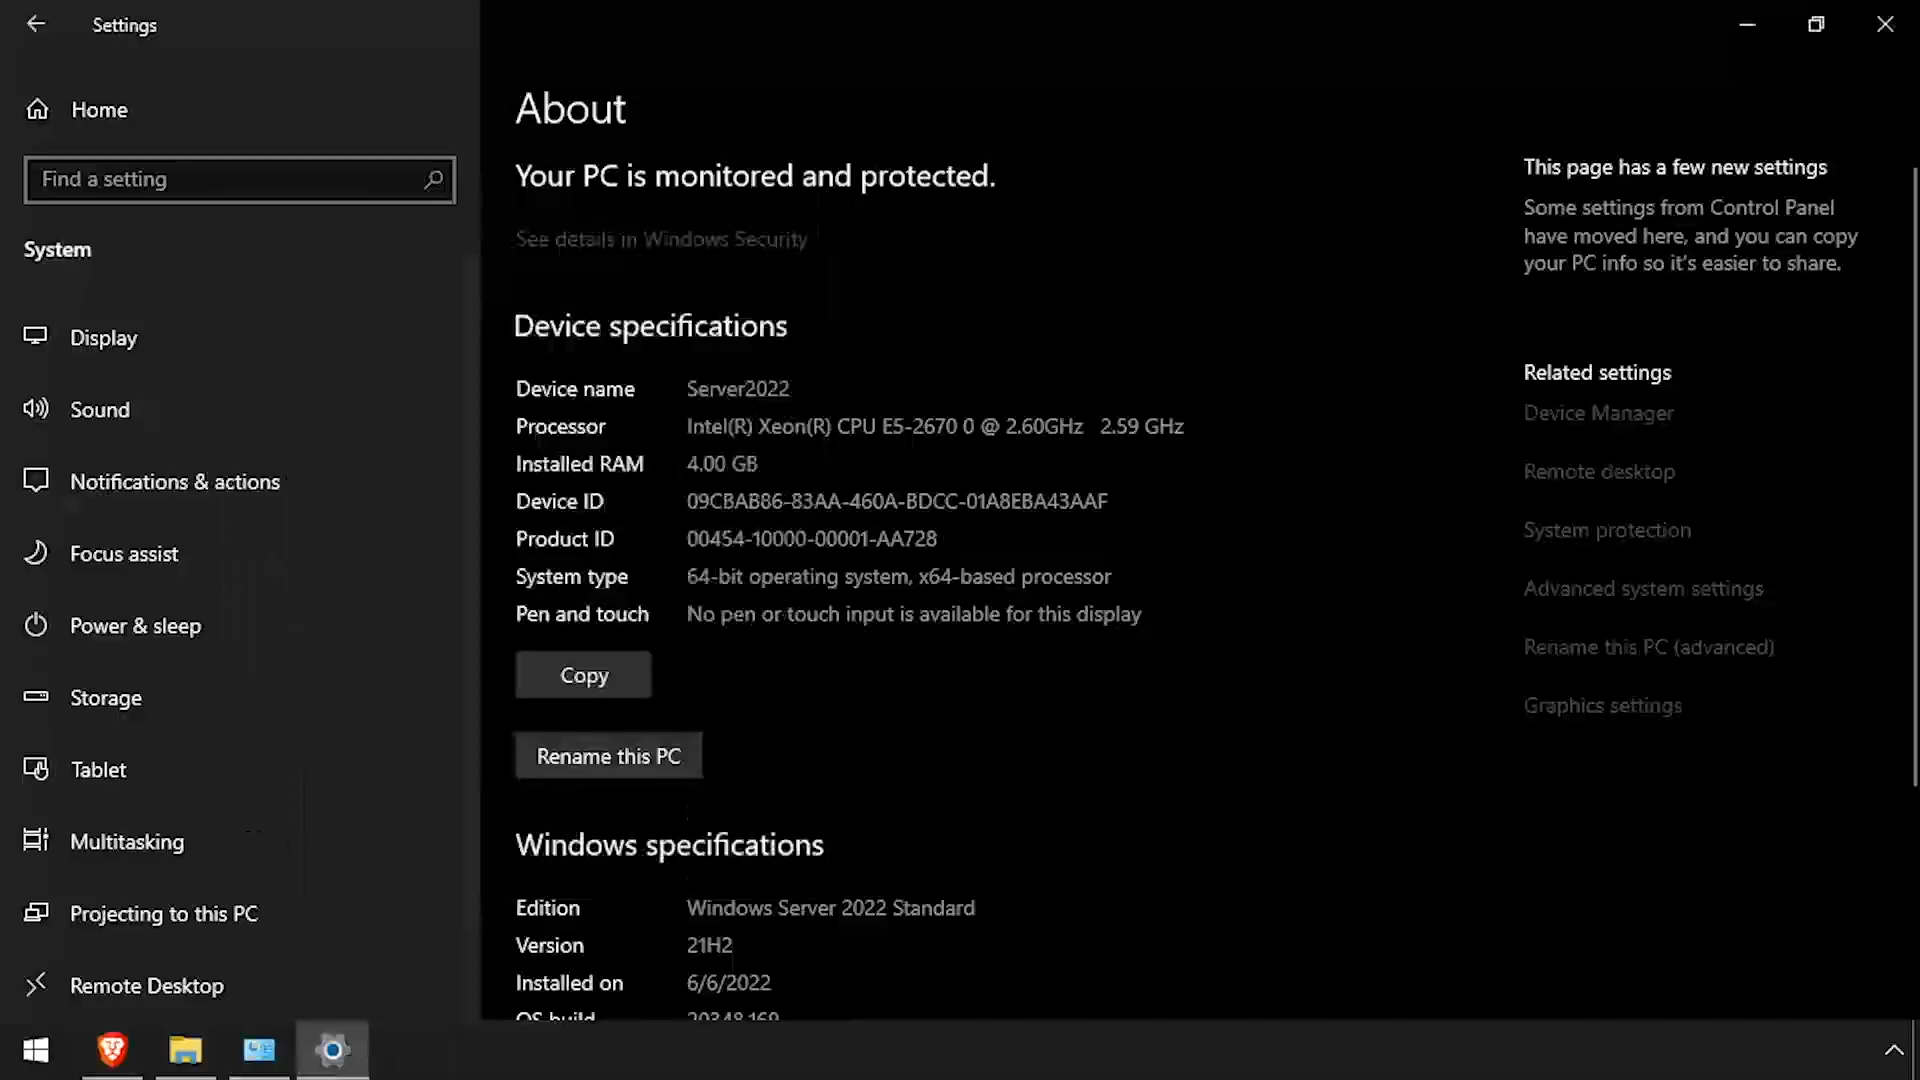 Settings
Home
Find a setting
System
Display
Sound
Notifications & actions
Focus assist
Power & sleep
Storage
Tablet
Multitasking
Projecting to this PC
Remote Desktop
About
Your PC is monitored and protected.
See details in Windows Security
Device specifications
Device name Server2022
Processor Intel(R) Xeon(R) CPU E5-2670 0 @ 2.60GHz 2.59 GHz
Installed RAM 4.00 GB
Device ID 09CBAB86-83AA-460A-BDCC-01A8EBA43AAF
Product ID 00454-10000-00001-AA728
System type 64-bit operating system, x64-based processor
Pen and touch No pen or touch input is available for this display
Copy
Rename this PC
Windows specifications
Edition Windows Server 2022 Standard
Version 21H2
Installed on 6/6/2022
OS build 20348.169
This page has a few new settings
Some settings from Control Panel
have moved here, and you can copy
your PC info so it's easier to share.
Related settings
Device Manager
Remote desktop
System protection
Advanced system settings
Rename this PC (advanced)
Graphics settings